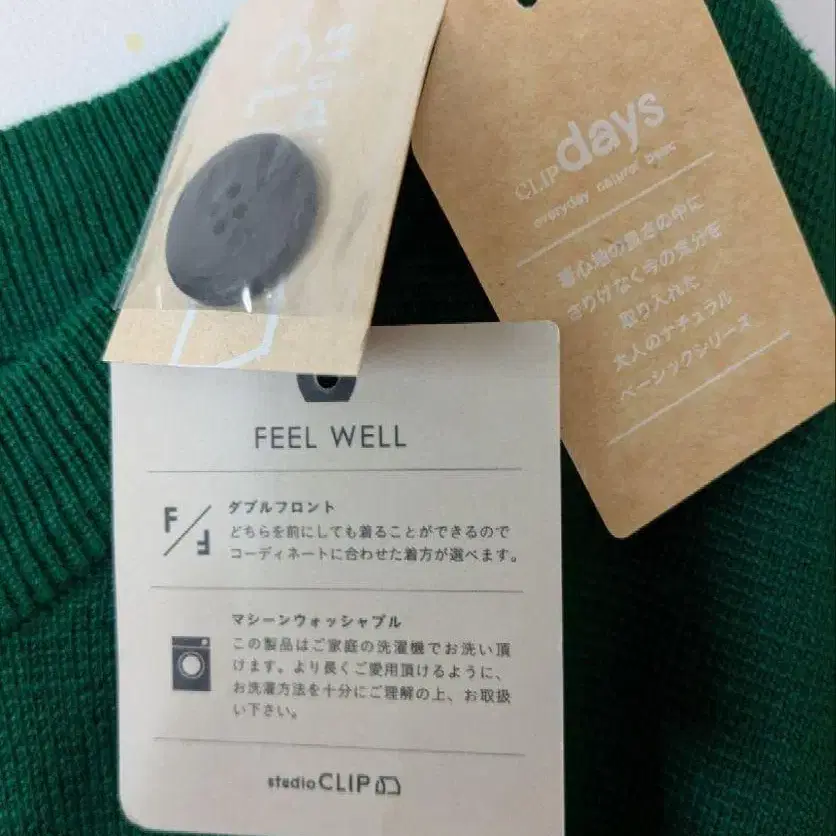 CLIP days
everyday natural basic
着心地の良さの中に
さりげなく今の気分を
取り入れた
大人のナチュラル
ベーシックシリーズ
FEEL WELL
F/F
ダブルフロント
どちらを前にしても着ることができるので
コーディネートに合わせた着方が選べます。
マシーンウォッシャブル
この製品はご家庭の洗濯機でお洗い頂
けます。より長くご愛用頂けるように、
お洗濯方法を十分にご理解の上、お取扱
い下さい。
studio CLIP